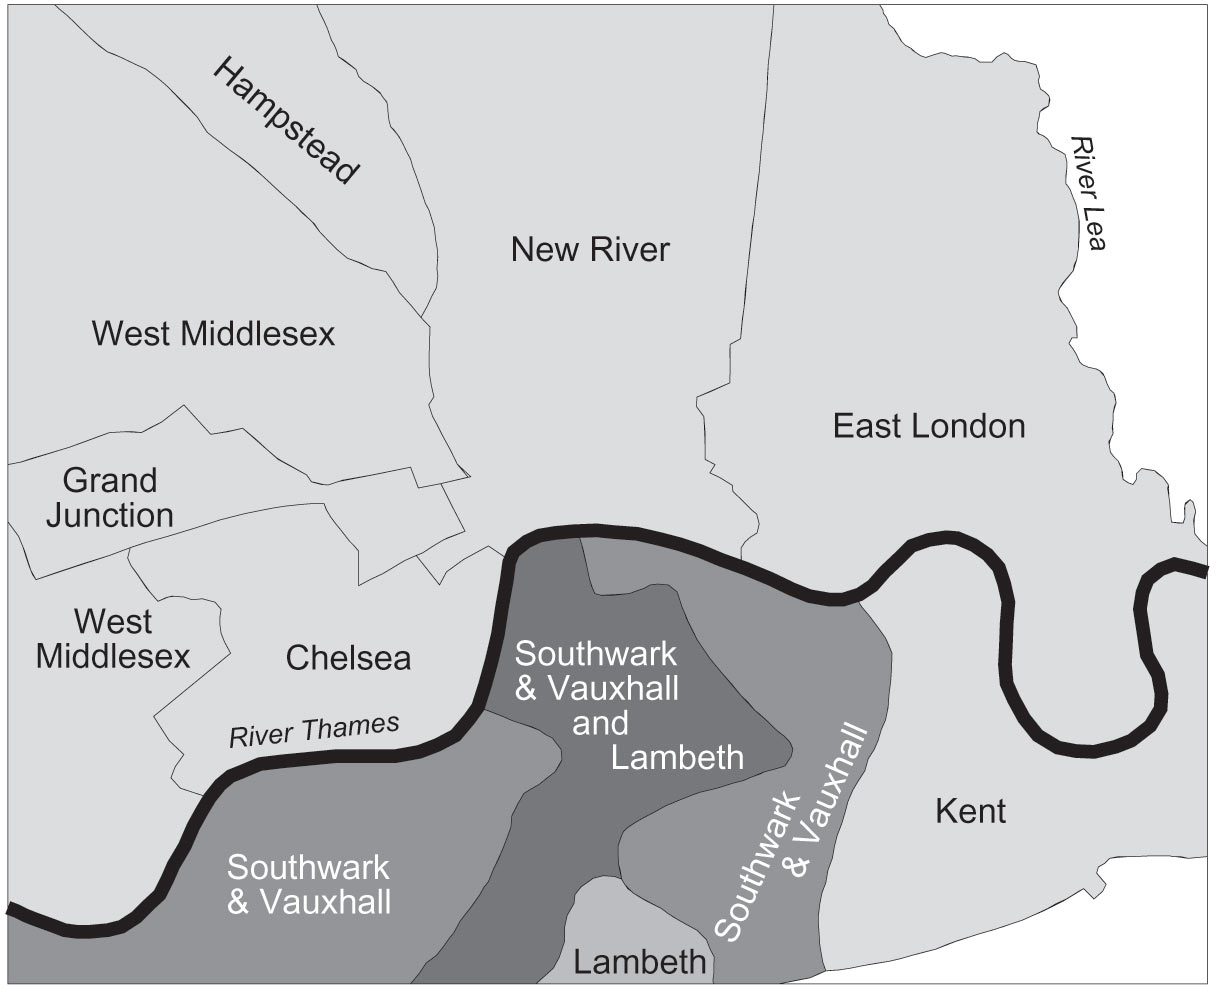 Hampstead
River Lea
New River
West Middlesex
East London
Grand
Junction
West
Middlesex
Chelsea
Southwark
& Vauxhall
and
Lambeth
River Thames
Southwark
& Vauxhall
Kent
Southwark
& Vauxhall
Lambeth